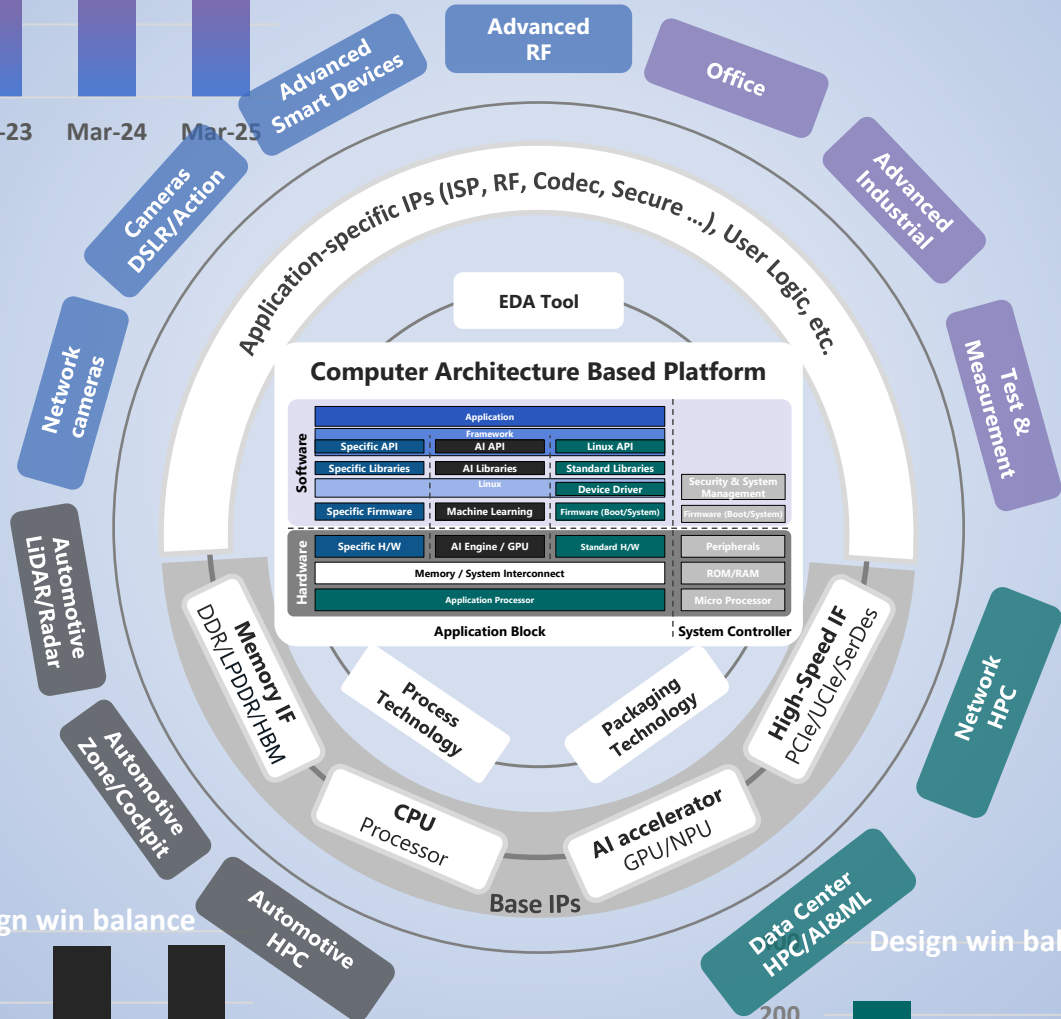 Advanced
RF
Advanced
Smart Devices
Office
-23
Mar-24
Mar-25
Cameras
DSLR/Action
Advanced
Industrial
Application-specific IPs (ISP, RF, Codec, Secure ...), User Logic, etc.
EDA Tool
Network
cameras
Test &
Measurement
Computer Architecture Based Platform
Software
Application
Framework
Specific API
AI API
Linux API
Specific Libraries
AI Libraries
Standard Libraries
Linux
Device Driver
Security & System
Management
Specific Firmware
Machine Learning
Firmware (Boot/System)
Firmware (Boot/System)
Hardware
Specific H/W
AI Engine / GPU
Standard H/W
Peripherals
Memory / System Interconnect
ROM/RAM
Application Processor
Micro Processor
Application Block
System Controller
Automotive
LiDAR/Radar
Memory IF
DDR/LPDDR/HBM
Process
Technology
Packaging
Technology
High-Speed IF
PCIe/UCIe/SerDes
Network
HPC
Automotive
Zone/Cockpit
CPU
Processor
AI accelerator
GPU/NPU
Base IPs
gn win balance
Automotive
HPC
Data Center
HPC/AI&ML
Design win bal
200